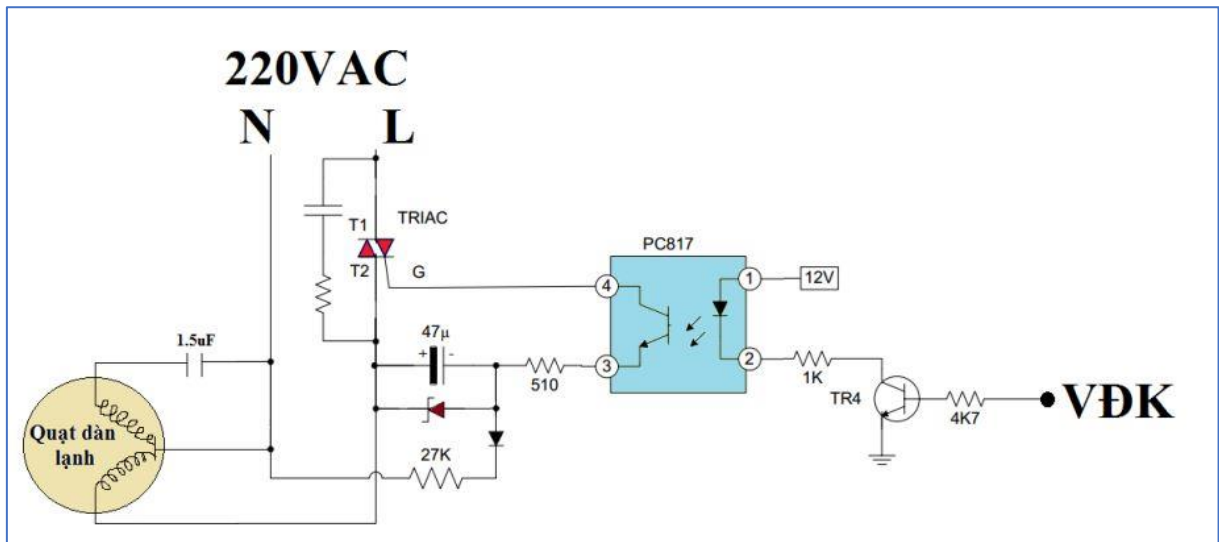 220VAC
N L
TRIAC
T1
T2
G
PC817
1
12V
4
1.5uF
47µ
+ -
3
510
2
1K
TR4
4K7
VĐK
Quạt dàn
lạnh
27K